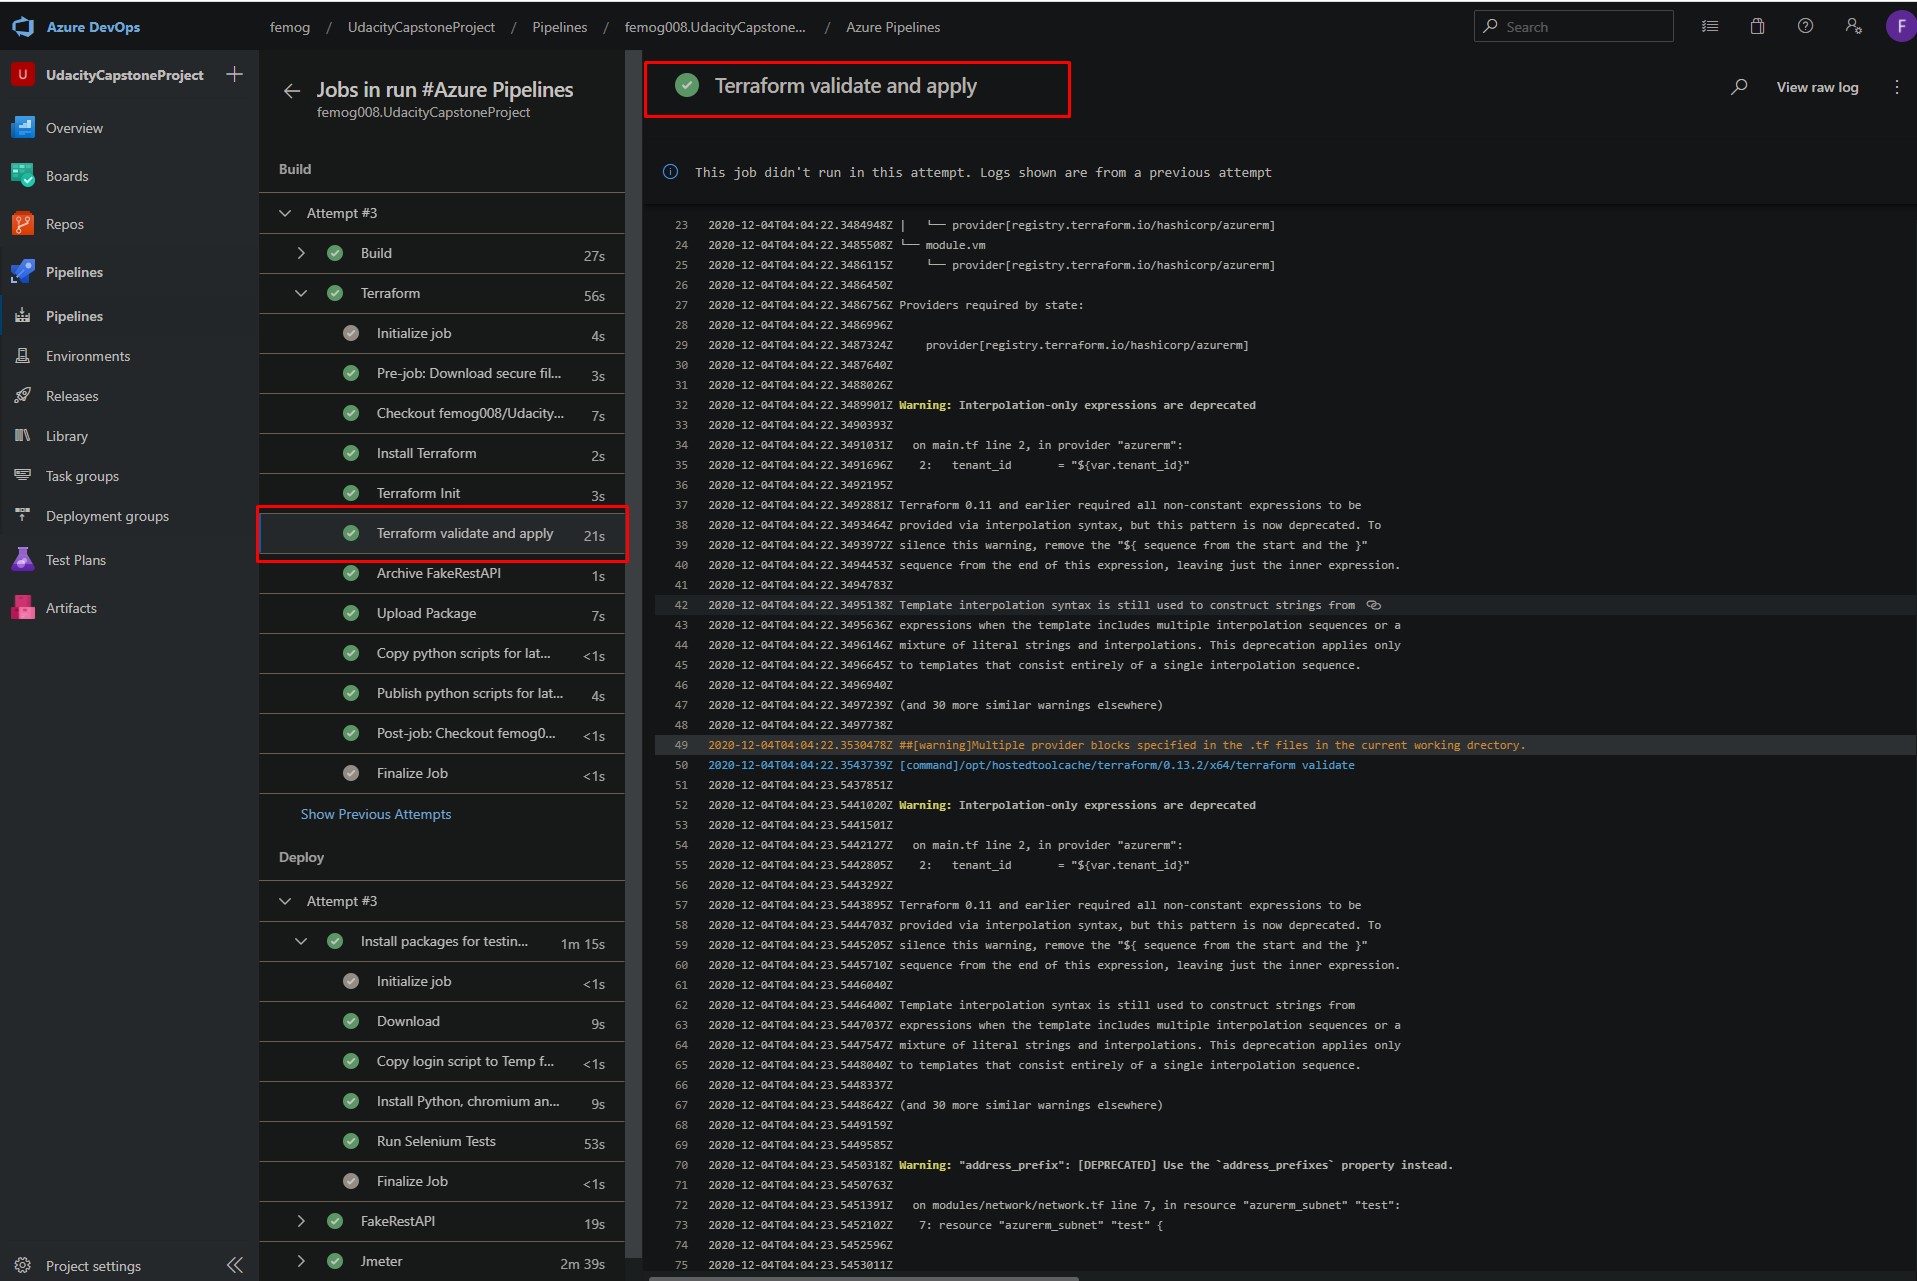 Azure DevOps
femog / UdacityCapstoneProject / Pipelines / femog008.UdacityCapstone... / Azure Pipelines
Search
F
U UdacityCapstoneProject
Overview
Boards
Repos
Pipelines
Pipelines
Environments
Releases
Library
Task groups
Deployment groups
Test Plans
Artifacts
Project settings
Jobs in run #Azure Pipelines
femog008.UdacityCapstoneProject
Build
Attempt #3
Build 27s
Terraform 56s
Initialize job 4s
Pre-job: Download secure fil... 3s
Checkout femog008/Udacity... 7s
Install Terraform 2s
Terraform Init 3s
Terraform validate and apply 21s
Archive FakeRestAPI 1s
Upload Package 7s
Copy python scripts for lat... <1s
Publish python scripts for lat... 4s
Post-job: Checkout femog0... <1s
Finalize Job <1s
Show Previous Attempts
Deploy
Attempt #3
Install packages for testin... 1m 15s
Initialize job <1s
Download 9s
Copy login script to Temp f... <1s
Install Python, chromium an... 9s
Run Selenium Tests 53s
Finalize Job <1s
FakeRestAPI 19s
Jmeter 2m 39s
Terraform validate and apply
View raw log
This job didn't run in this attempt. Logs shown are from a previous attempt
23 2020-12-04T04:04:22.3484948Z | └── provider[registry.terraform.io/hashicorp/azurerm]
24 2020-12-04T04:04:22.3485508Z └── module.vm
25 2020-12-04T04:04:22.3486115Z └── provider[registry.terraform.io/hashicorp/azurerm]
26 2020-12-04T04:04:22.3486450Z
27 2020-12-04T04:04:22.3486756Z Providers required by state:
28 2020-12-04T04:04:22.3486996Z
29 2020-12-04T04:04:22.3487324Z provider[registry.terraform.io/hashicorp/azurerm]
30 2020-12-04T04:04:22.3487640Z
31 2020-12-04T04:04:22.3488026Z
32 2020-12-04T04:04:22.3489901Z Warning: Interpolation-only expressions are deprecated
33 2020-12-04T04:04:22.3490393Z
34 2020-12-04T04:04:22.3491031Z on main.tf line 2, in provider "azurerm":
35 2020-12-04T04:04:22.3491696Z 2: tenant_id = "${var.tenant_id}"
36 2020-12-04T04:04:22.3492195Z
37 2020-12-04T04:04:22.3492881Z Terraform 0.11 and earlier required all non-constant expressions to be
38 2020-12-04T04:04:22.3493464Z provided via interpolation syntax, but this pattern is now deprecated. To
39 2020-12-04T04:04:22.3493972Z silence this warning, remove the "${ sequence from the start and the }"
40 2020-12-04T04:04:22.3494453Z sequence from the end of this expression, leaving just the inner expression.
41 2020-12-04T04:04:22.3494783Z
42 2020-12-04T04:04:22.3495138Z Template interpolation syntax is still used to construct strings from
43 2020-12-04T04:04:22.3495636Z expressions when the template includes multiple interpolation sequences or a
44 2020-12-04T04:04:22.3496146Z mixture of literal strings and interpolations. This deprecation applies only
45 2020-12-04T04:04:22.3496645Z to templates that consist entirely of a single interpolation sequence.
46 2020-12-04T04:04:22.3496940Z
47 2020-12-04T04:04:22.3497239Z (and 30 more similar warnings elsewhere)
48 2020-12-04T04:04:22.3497738Z
49 2020-12-04T04:04:22.3530478Z ##[warning]Multiple provider blocks specified in the .tf files in the current working drectory.
50 2020-12-04T04:04:22.3543739Z [command]/opt/hostedtoolcache/terraform/0.13.2/x64/terraform validate
51 2020-12-04T04:04:23.5437851Z
52 2020-12-04T04:04:23.5441020Z Warning: Interpolation-only expressions are deprecated
53 2020-12-04T04:04:23.5441501Z
54 2020-12-04T04:04:23.5442127Z on main.tf line 2, in provider "azurerm":
55 2020-12-04T04:04:23.5442805Z 2: tenant_id = "${var.tenant_id}"
56 2020-12-04T04:04:23.5443292Z
57 2020-12-04T04:04:23.5443895Z Terraform 0.11 and earlier required all non-constant expressions to be
58 2020-12-04T04:04:23.5444703Z provided via interpolation syntax, but this pattern is now deprecated. To
59 2020-12-04T04:04:23.5445205Z silence this warning, remove the "${ sequence from the start and the }"
60 2020-12-04T04:04:23.5445710Z sequence from the end of this expression, leaving just the inner expression.
61 2020-12-04T04:04:23.5446040Z
62 2020-12-04T04:04:23.5446400Z Template interpolation syntax is still used to construct strings from
63 2020-12-04T04:04:23.5447037Z expressions when the template includes multiple interpolation sequences or a
64 2020-12-04T04:04:23.5447547Z mixture of literal strings and interpolations. This deprecation applies only
65 2020-12-04T04:04:23.5448040Z to templates that consist entirely of a single interpolation sequence.
66 2020-12-04T04:04:23.5448337Z
67 2020-12-04T04:04:23.5448642Z (and 30 more similar warnings elsewhere)
68 2020-12-04T04:04:23.5449159Z
69 2020-12-04T04:04:23.5449585Z
70 2020-12-04T04:04:23.5450318Z Warning: "address_prefix": [DEPRECATED] Use the `address_prefixes` property instead.
71 2020-12-04T04:04:23.5450763Z
72 2020-12-04T04:04:23.5451391Z on modules/network/network.tf line 7, in resource "azurerm_subnet" "test":
73 2020-12-04T04:04:23.5452102Z 7: resource "azurerm_subnet" "test" {
74 2020-12-04T04:04:23.5452596Z
75 2020-12-04T04:04:23.5453011Z